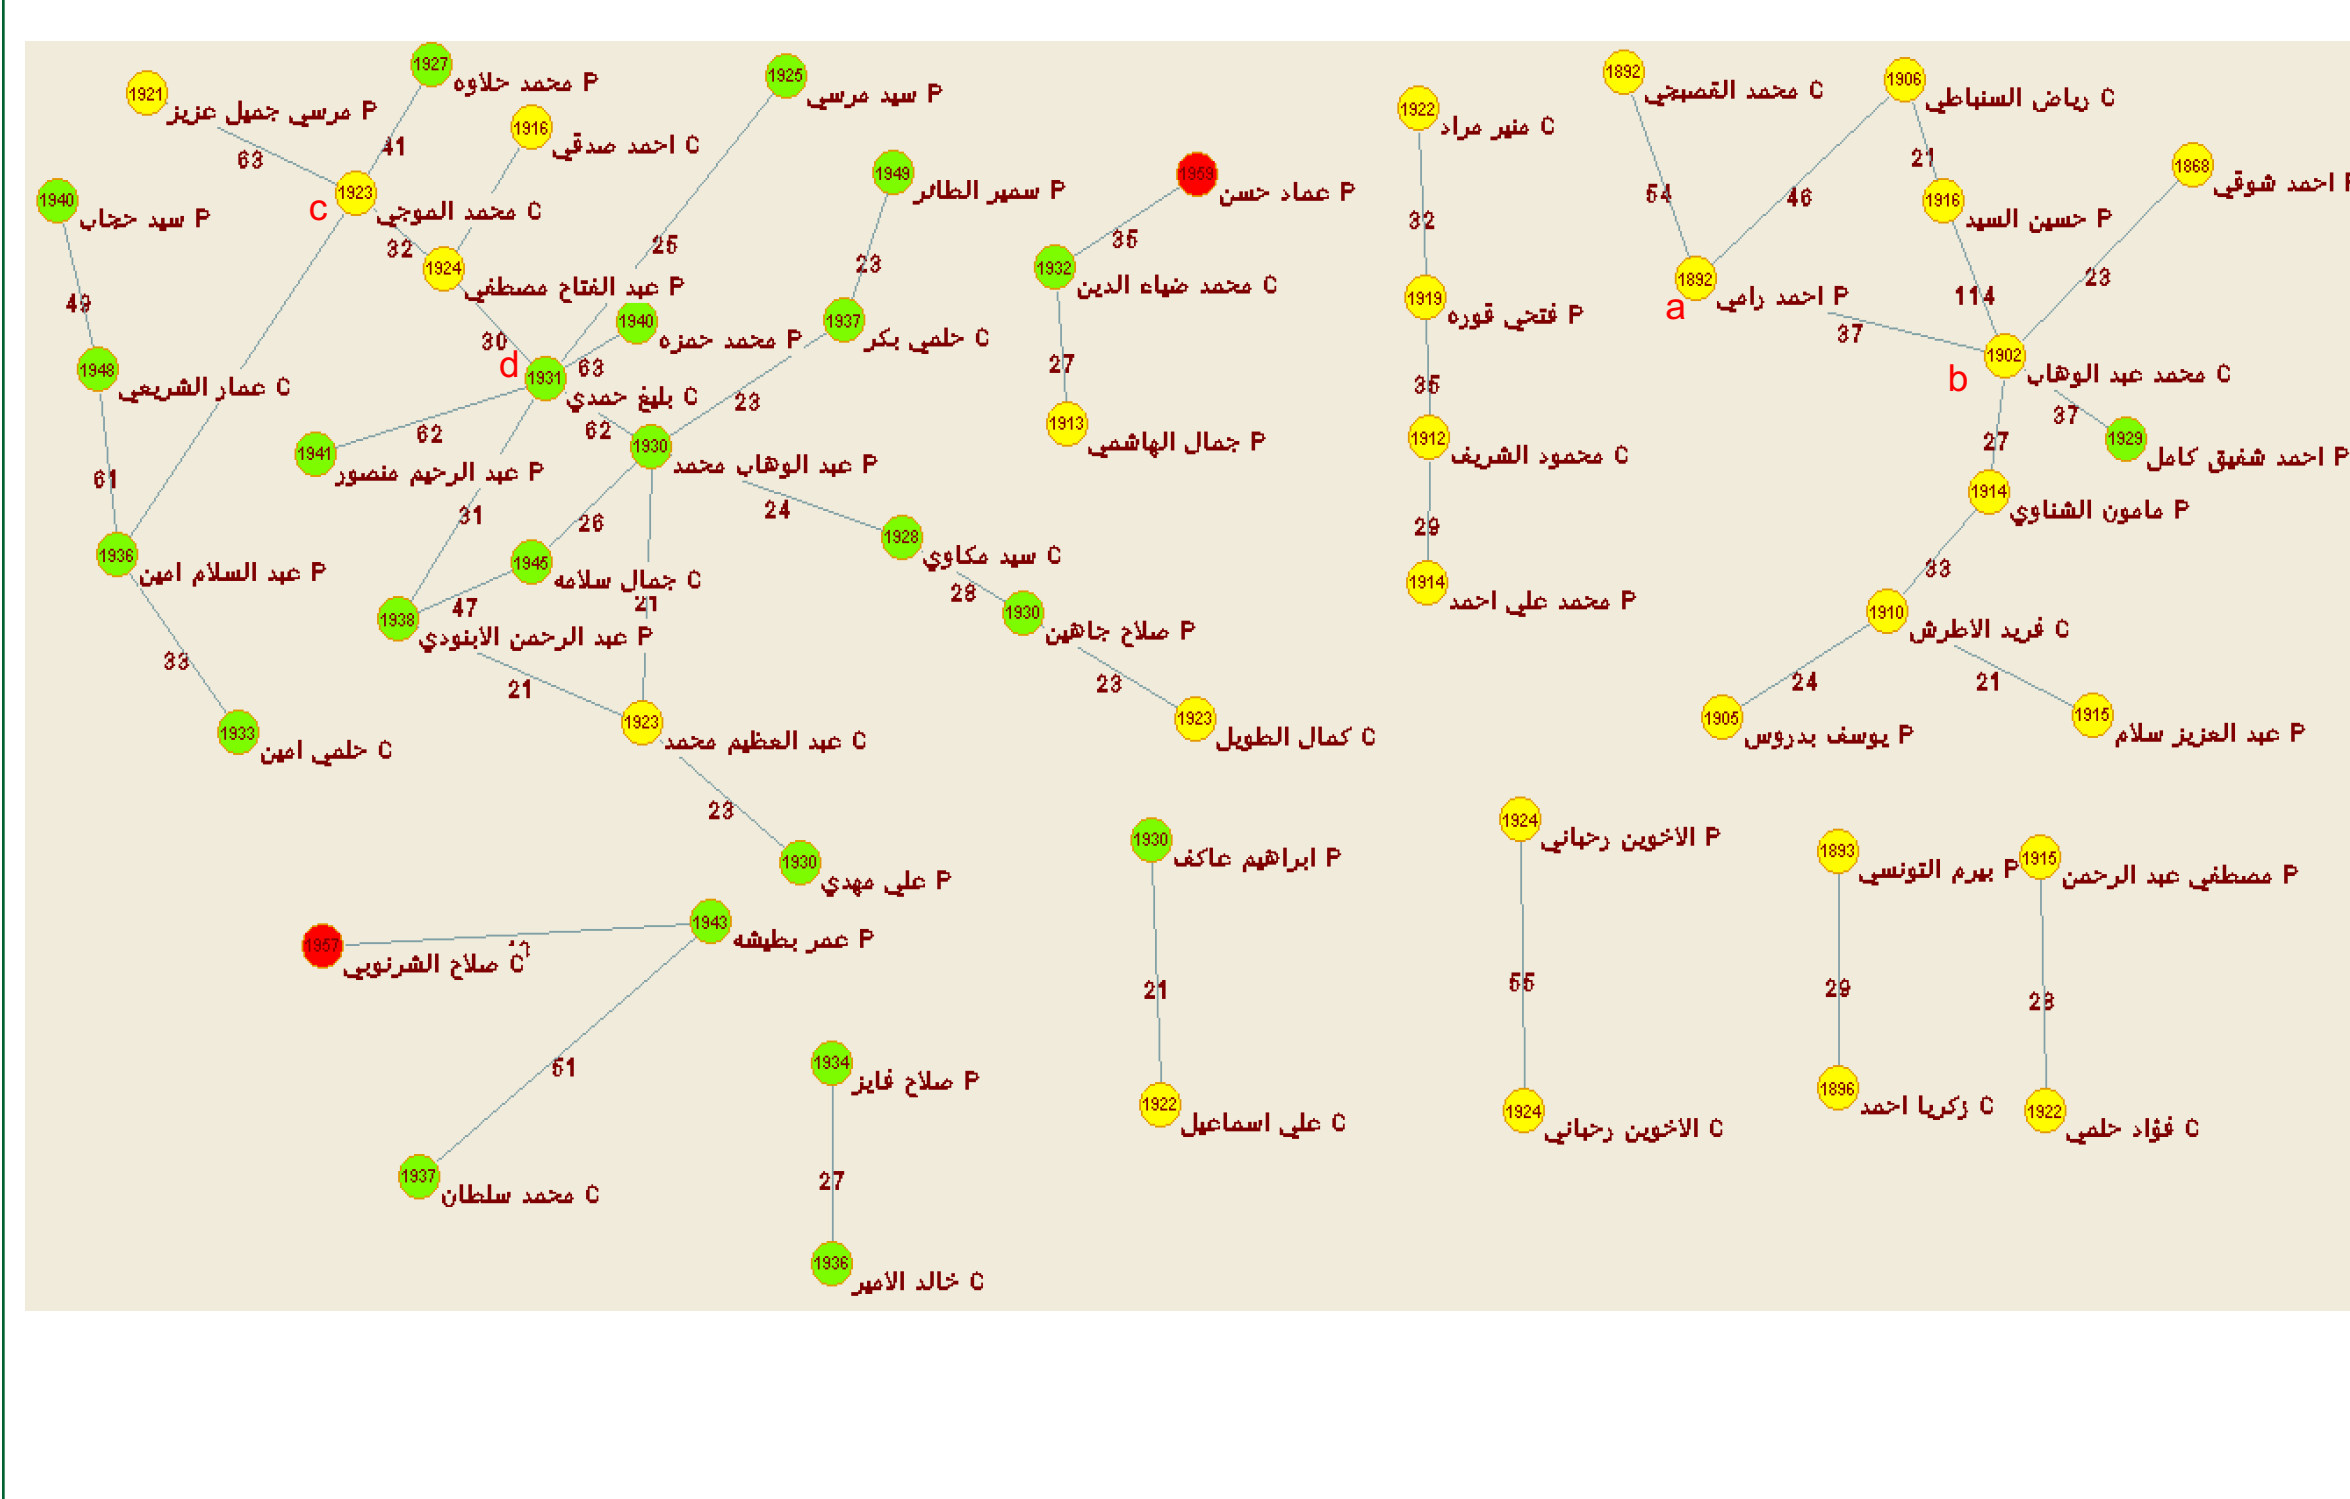 1927
محمد حلاوه P
1921
مرسي جميل عزيز P
1925
سيد مرسي P
1916
احمد صدقي C
63
41
1940
سيد حجاب P
1923
c
محمد الموجي C
32
1924
عبد الفتاح مصطفي P
25
1949
سمير الطائر P
23
1959
عماد حسن P
35
1932
محمد ضياء الدين C
27
1913
جمال الهاشمي P
1922
منير مراد C
32
1919
فتحي قوره P
35
1912
محمود الشريف C
29
1914
محمد علي احمد P
1892
محمد القصبجي C
1906
رياض السنباطي C
54
46
21
1916
حسين السيد P
1868
احمد شوقي
1892
a
احمد رامي P
114
23
37
1902
b
محمد عبد الوهاب C
37
1929
احمد شفيق كامل P
27
1914
مامون الشناوي P
33
1910
فريد الاطرش C
24
21
1905
يوسف بدروس P
1915
عبد العزيز سلام P
49
1948
عمار الشريعي C
61
1936
عبد السلام امين P
33
1933
حلمي امين C
30
d
1931
بليغ حمدي C
63
1940
محمد حمزه P
1937
حلمي بكر C
23
62
62
1941
عبد الرحيم منصور P
1930
عبد الوهاب محمد P
31
26
24
1945
جمال سلامه C
47
21
1938
عبد الرحمن الابنودي P
1928
سيد مكاوي C
28
1930
صلاح جاهين P
23
1923
كمال الطويل C
21
1923
عبد العظيم محمد C
23
1930
علي مهدي P
1957
صلاح الشرنوبي C
1943
عمر بطيشه P
51
1937
محمد سلطان C
1934
صلاح فايز P
27
1936
خالد الامير C
1930
ابراهيم عاكف P
21
1922
علي اسماعيل C
1924
الاخوين رحباني P
55
1924
الاخوين رحباني C
1893
بيرم التونسي P
29
1896
زكريا احمد C
1915
مصطفي عبد الرحمن P
1922
فؤاد حلمي C